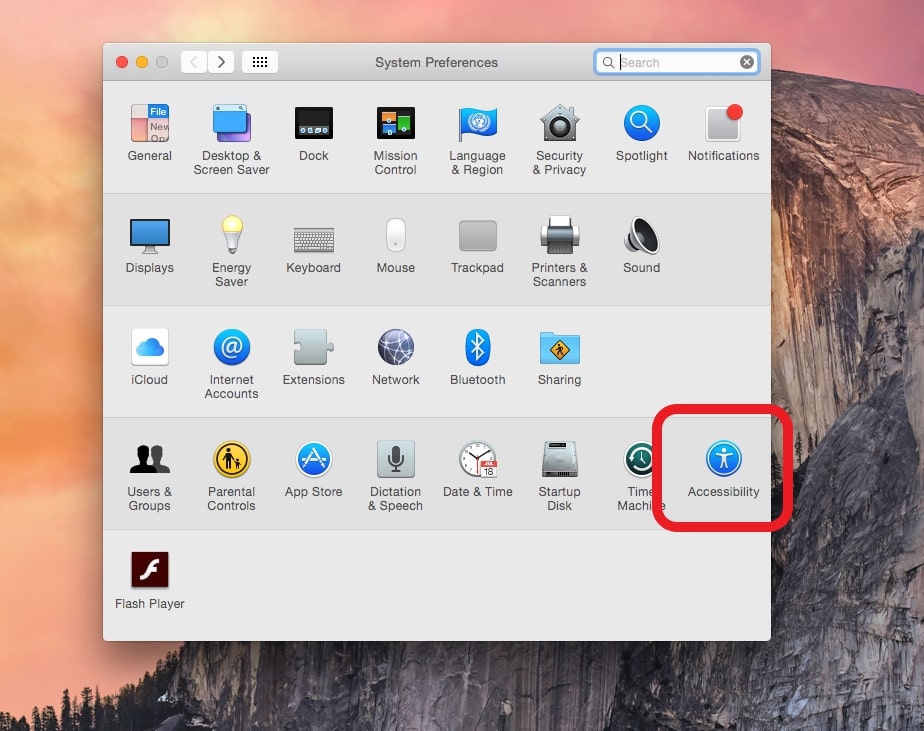 System Preferences
Search
File
New
Ope
General
Desktop &
Screen Saver
Dock
Mission
Control
Language
& Region
Security
& Privacy
Spotlight
Notifications
Displays
Energy
Saver
Keyboard
Mouse
Trackpad
Printers &
Scanners
Sound
iCloud
@
Internet
Accounts
Extensions
Network
Bluetooth
Sharing
Users &
Groups
Parental
Controls
App Store
Dictation
& Speech
JUL
18
Date & Time
Startup
Disk
Time
Machine
Accessibility
Flash Player